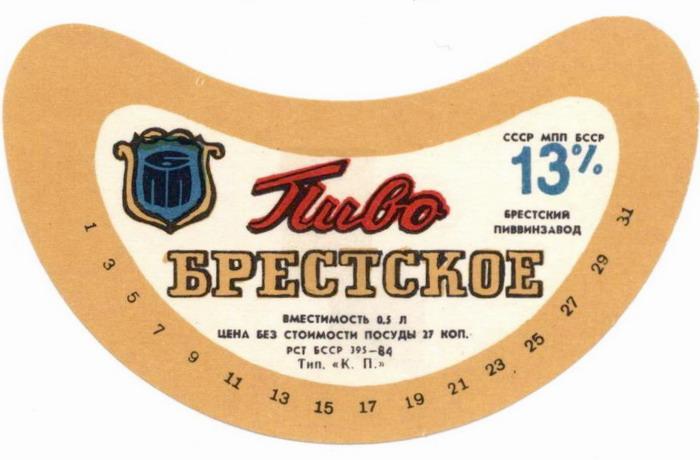 СССР МПП БССР
13%
БРЕСТСКИЙ
ПИВВИНЗАВОД
Пиво
БРЕСТСКОЕ
ВМЕСТИМОСТЬ 0,5 Л
ЦЕНА БЕЗ СТОИМОСТИ ПОСУДЫ 27 КОП.
РСТ БССР 395-84
Тип. «К. П.»
1 3 5 7 9 11 13 15 17 19 21 23 25 27 29 31